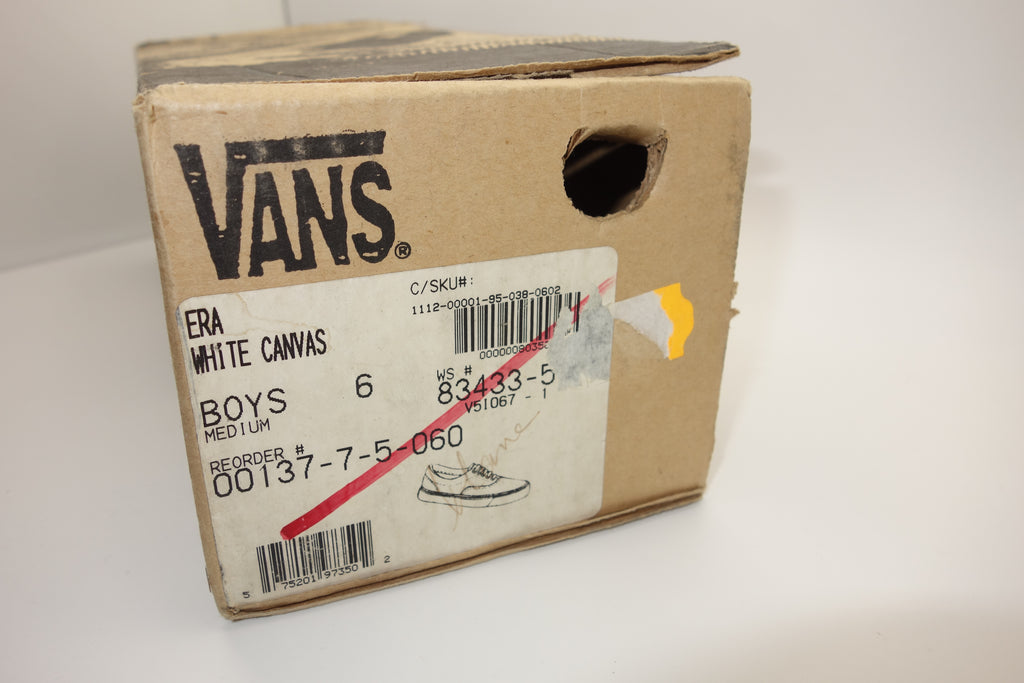 VANS®
C/SKU#:
1112-00001-95-038-0602
ERA
WHITE CANVAS
BOYS 6
MEDIUM
WS #
83433-5
V51067 - 1
REORDER #
00137-7-5-060
5 75201 97350 2